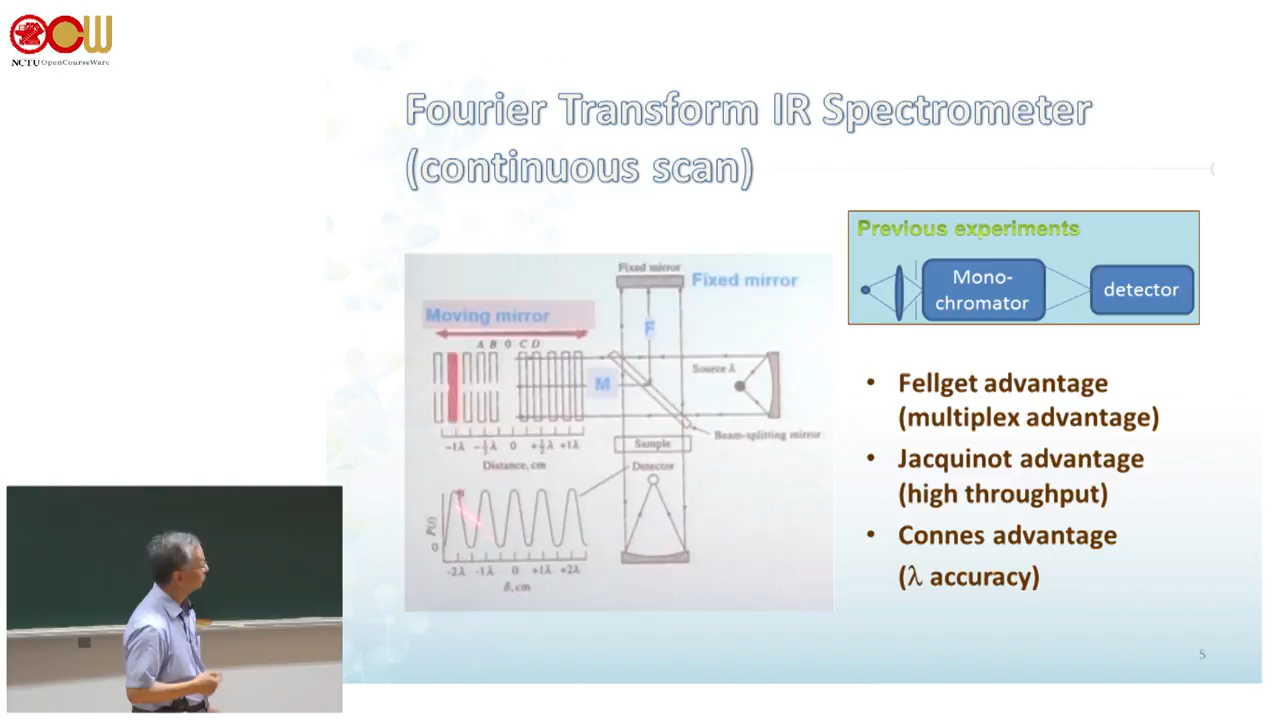 NCTU OpenCourseWare
Fourier Transform IR Spectrometer
(continuous scan)
Previous experiments
Mono-
chromator
detector
Fixed mirror
Fixed mirror
Moving mirror
F
A B 0 C D
M
Source λ
Beam-splitting mirror
−1λ −½λ 0 +½λ +1λ
Distance, cm
Sample
Detector
P(t)
0
-2λ -1λ 0 +1λ +2λ
δ, cm
• Fellget advantage
(multiplex advantage)
• Jacquinot advantage
(high throughput)
• Connes advantage
(λ accuracy)
5